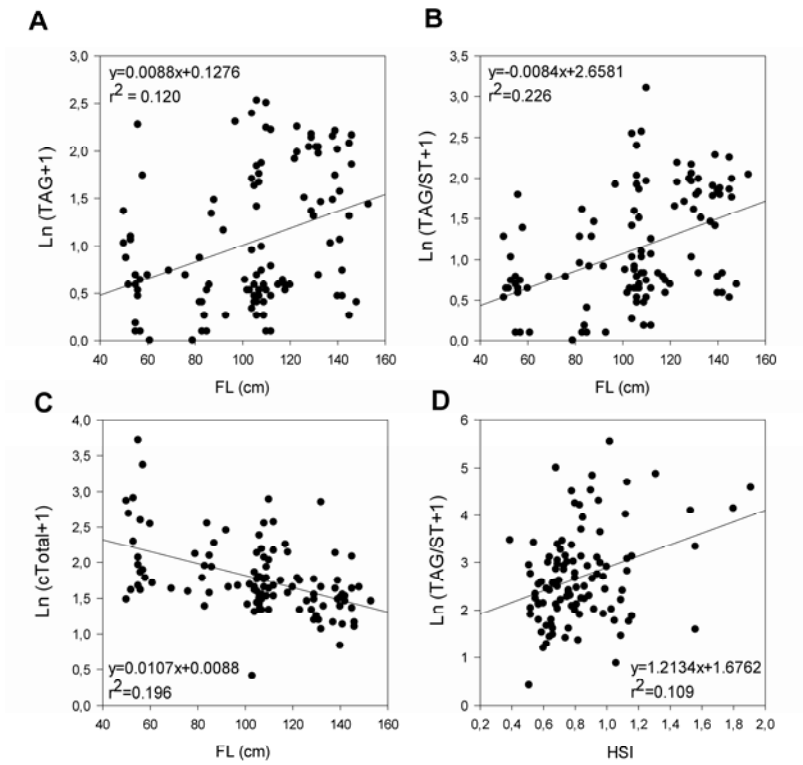 A
y=0.0088x+0.1276
r2 = 0.120
Ln (TAG+1)
3,0
2,5
2,0
1,5
1,0
0,5
0,0
40 60 80 100 120 140 160
FL (cm)
B
y=-0.0084x+2.6581
r2=0.226
Ln (TAG/ST+1)
3,5
3,0
2,5
2,0
1,5
1,0
0,5
0,0
40 60 80 100 120 140 160
FL (cm)
C
y=0.0107x+0.0088
r2=0.196
Ln (cTotal+1)
4,0
3,5
3,0
2,5
2,0
1,5
1,0
0,5
0,0
40 60 80 100 120 140 160
FL (cm)
D
y=1.2134x+1.6762
r2=0.109
Ln (TAG/ST+1)
6
5
4
3
2
1
0
0,2 0,4 0,6 0,8 1,0 1,2 1,4 1,6 1,8 2,0
HSI